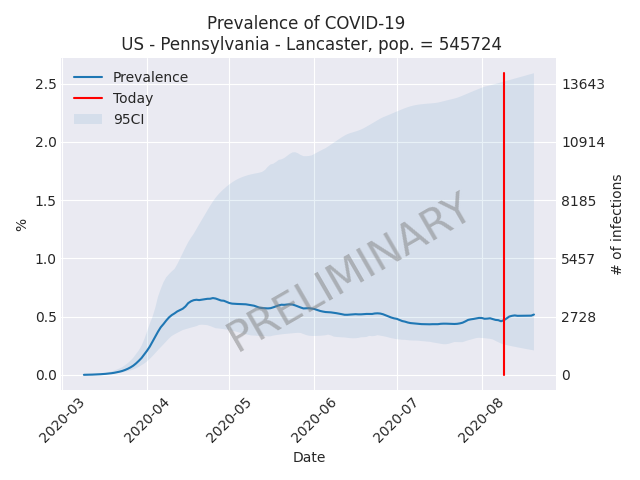 Prevalence of COVID-19
US - Pennsylvania - Lancaster, pop. = 545724
Prevalence
Today
95CI
2.5
2.0
1.5
1.0
0.5
0.0
%
13643
10914
8185
5457
2728
0
# of infections
PRELIMINARY
2020-03
2020-04
2020-05
2020-06
2020-07
2020-08
Date